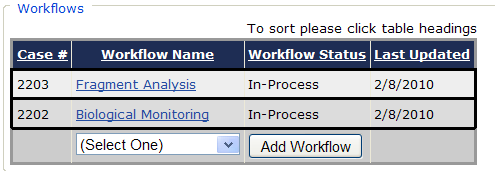 Workflows
To sort please click table headings
Case # Workflow Name Workflow Status Last Updated
2203 Fragment Analysis In-Process 2/8/2010
2202 Biological Monitoring In-Process 2/8/2010
(Select One) Add Workflow